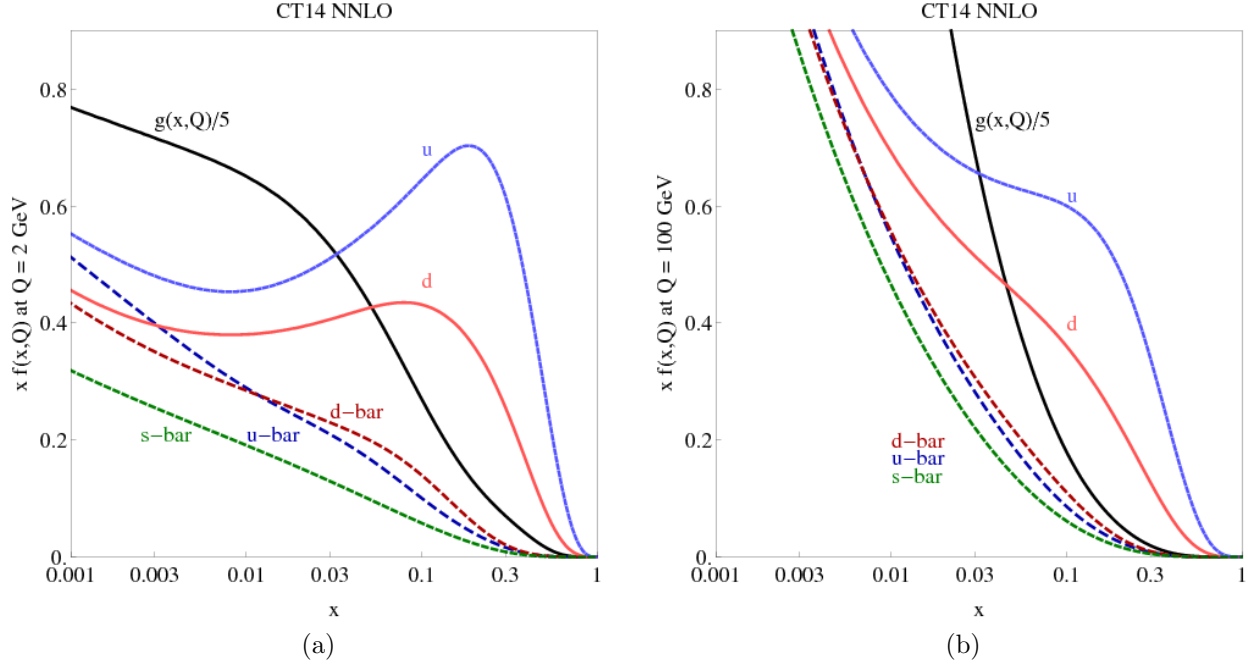 CT14 NNLO
x f(x,Q) at Q = 2 GeV
0.8
0.6
0.4
0.2
0.
g(x,Q)/5
u
d
d−bar
s−bar
u−bar
0.001
0.003
0.01
0.03
0.1
0.3
1
x
(a)
CT14 NNLO
x f(x,Q) at Q = 100 GeV
0.8
0.6
0.4
0.2
0.
g(x,Q)/5
u
d
d−bar
u−bar
s−bar
0.001
0.003
0.01
0.03
0.1
0.3
1
x
(b)